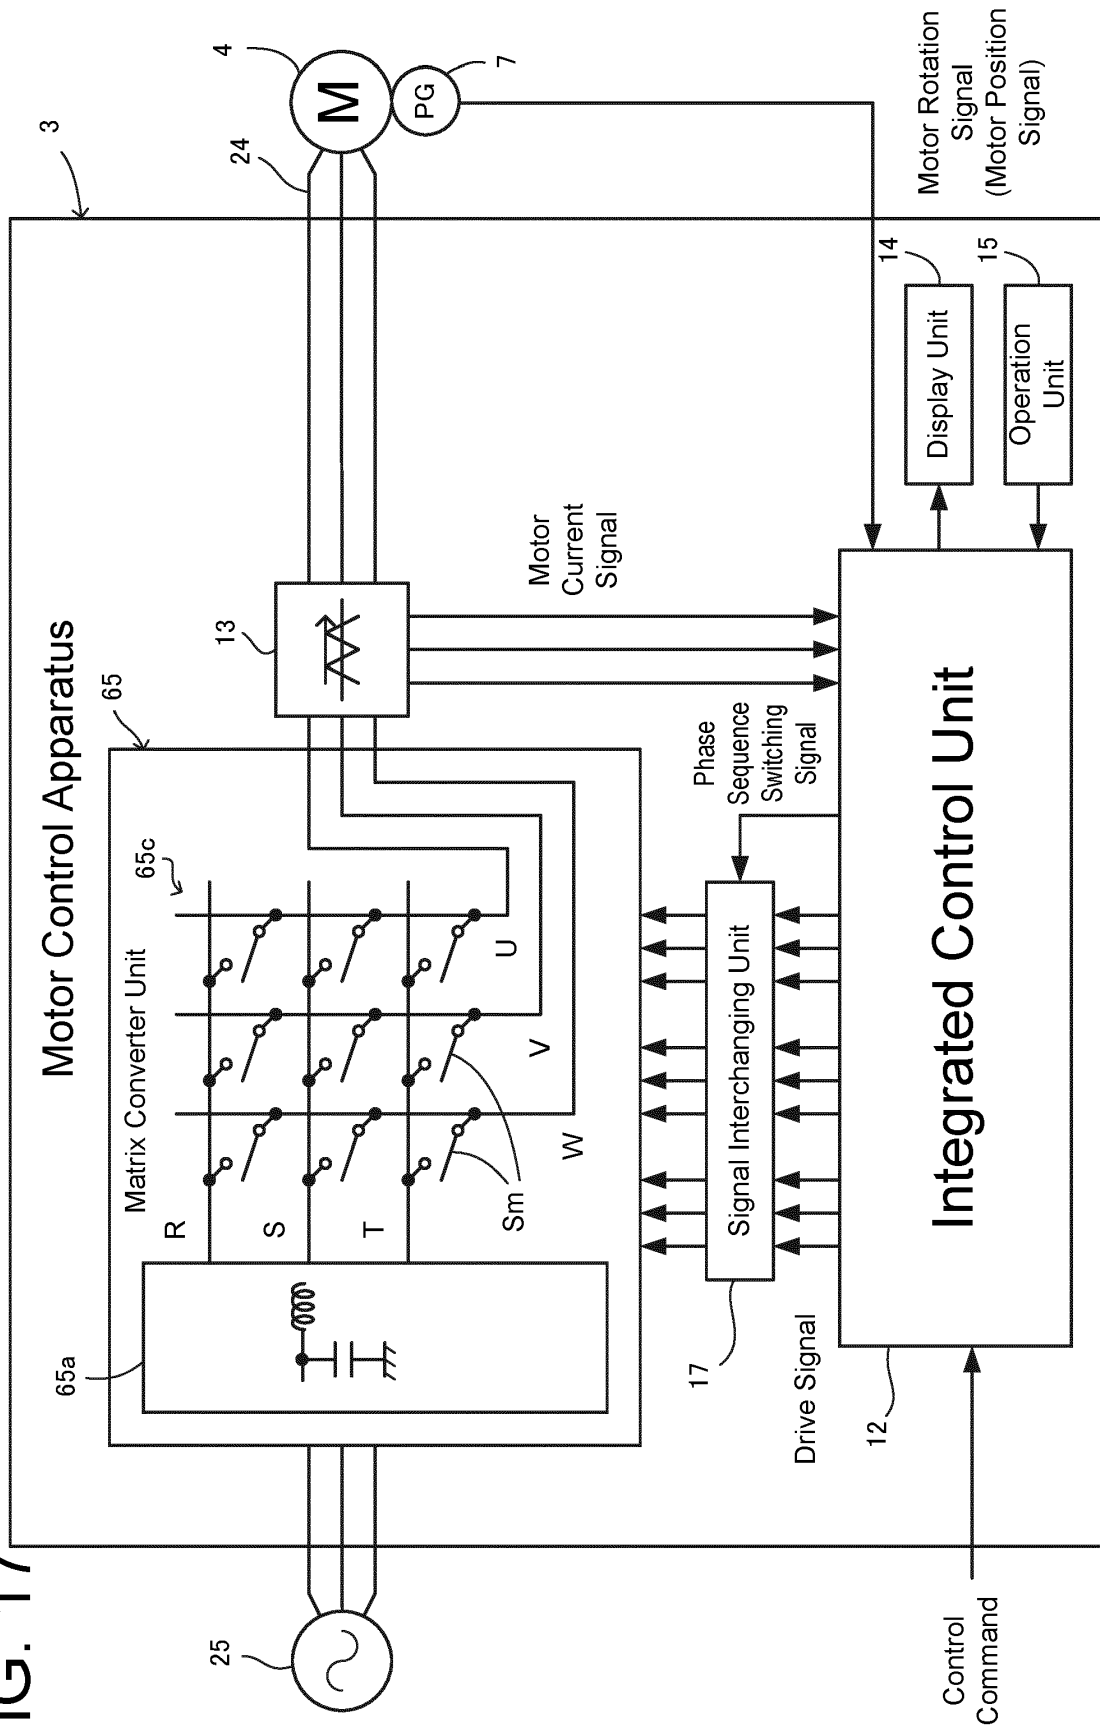 IG. 17
Motor Control Apparatus
3
65
Matrix Converter Unit
65c
65a
R
S
T
U
V
W
Sm
25
13
24
4
M
PG
7
Motor
Current
Signal
Phase
Sequence
Switching
Signal
Signal Interchanging Unit
17
Drive Signal
12
Integrated Control Unit
Control
Command
Display Unit
14
Operation
Unit
15
Motor Rotation
Signal
(Motor Position
Signal)